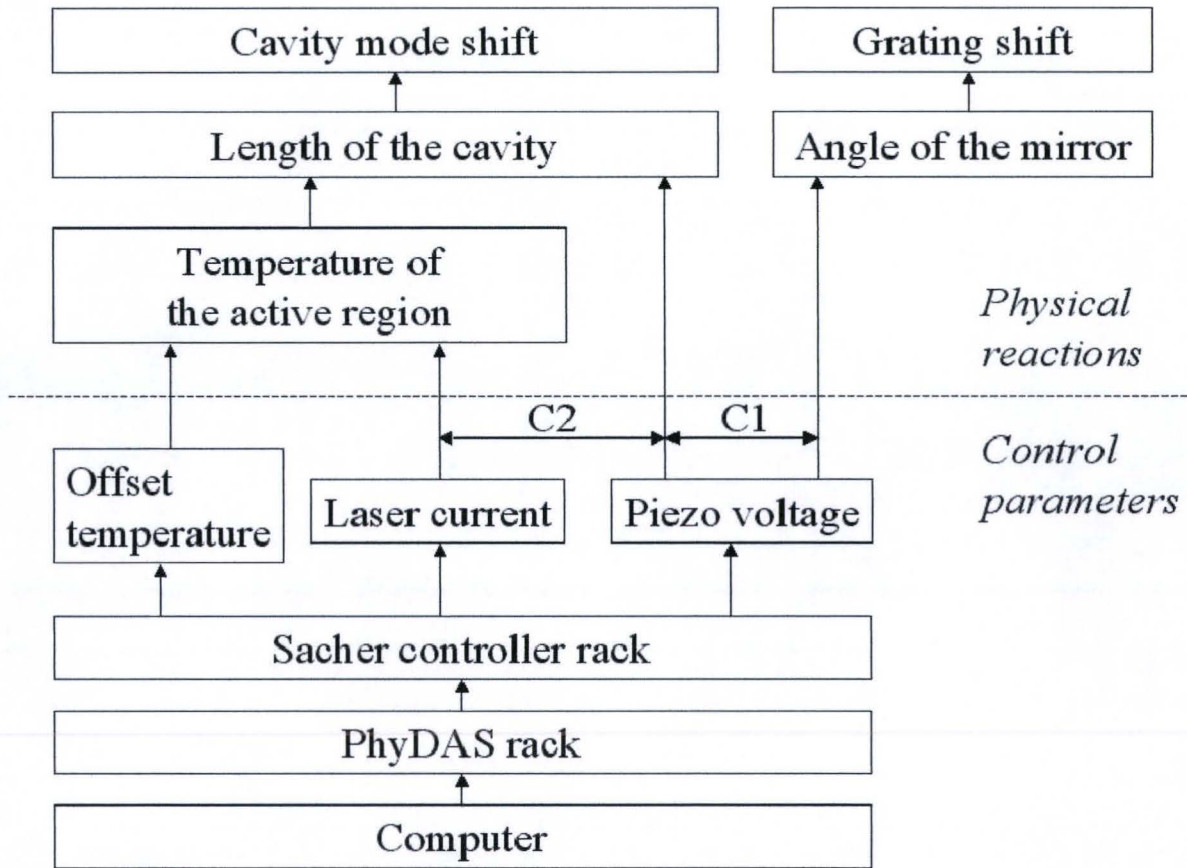 Cavity mode shift
Grating shift
Length of the cavity
Angle of the mirror
Temperature of
the active region
Physical
reactions
C2
C1
Control
parameters
Offset
temperature
Laser current
Piezo voltage
Sacher controller rack
PhyDAS rack
Computer